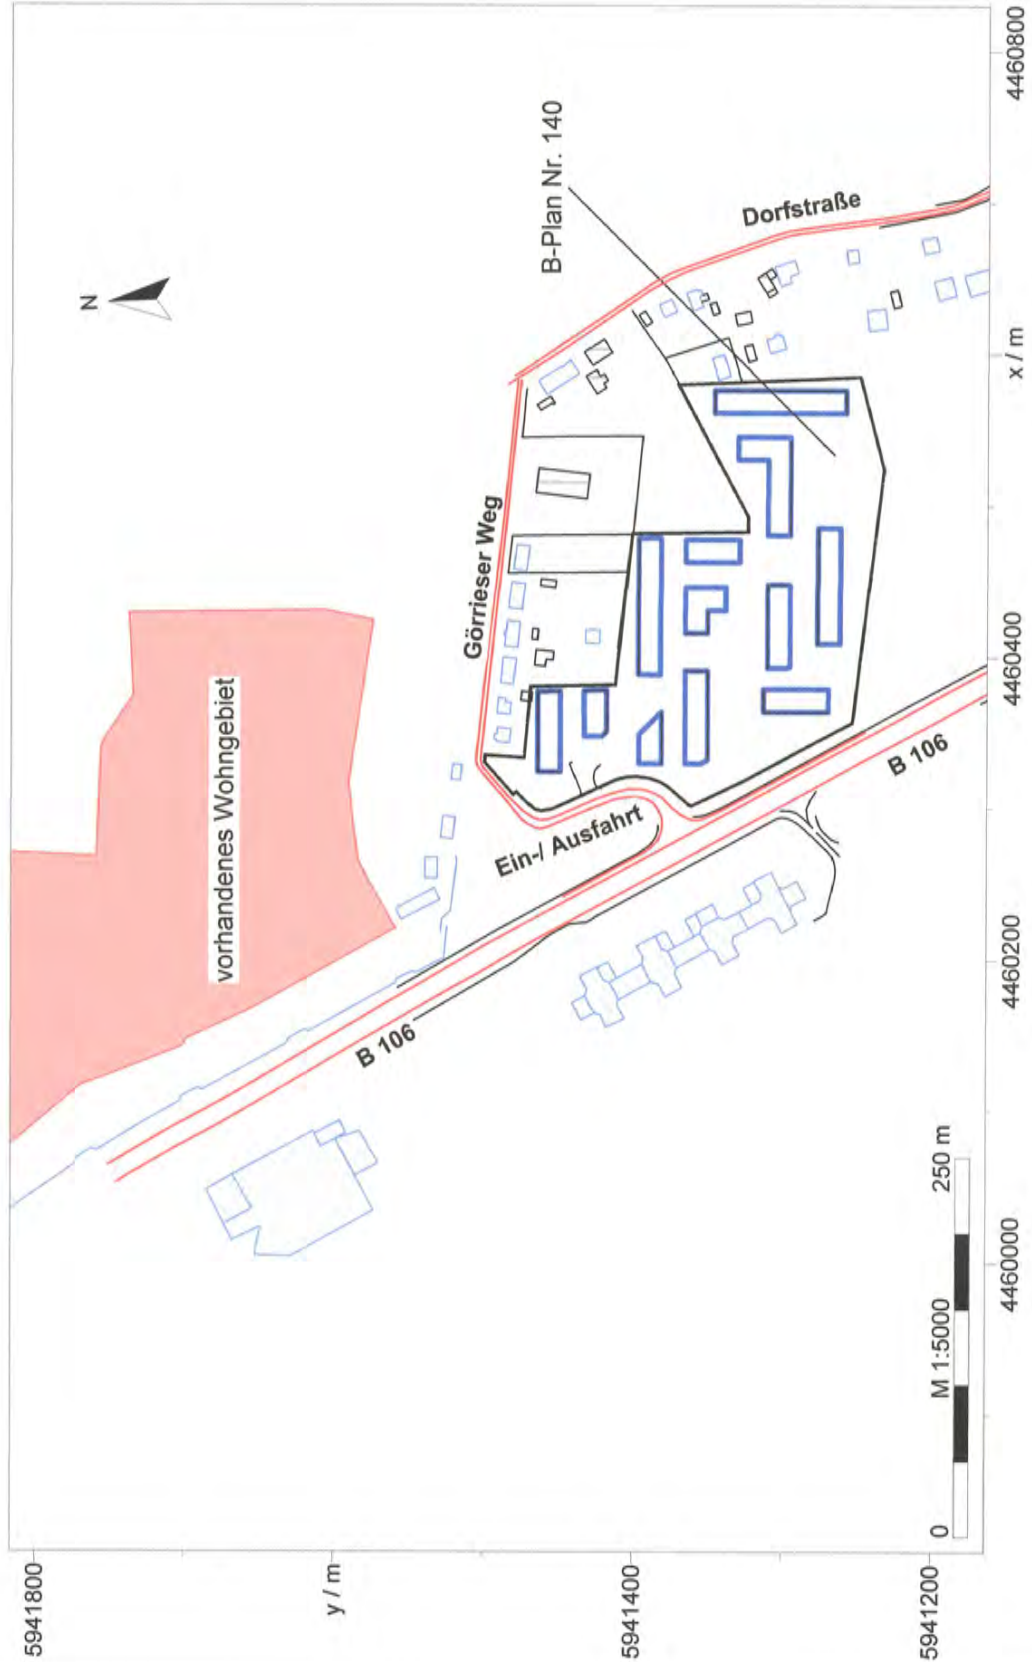 N
vorhandenes Wohngebiet
B-Plan Nr. 140
Görrieser Weg
Dorfstraße
Ein-/ Ausfahrt
B 106
B 106
5941800
y / m
5941400
5941200
0
M 1:5000
250 m
4460000
4460200
4460400
x / m
4460800